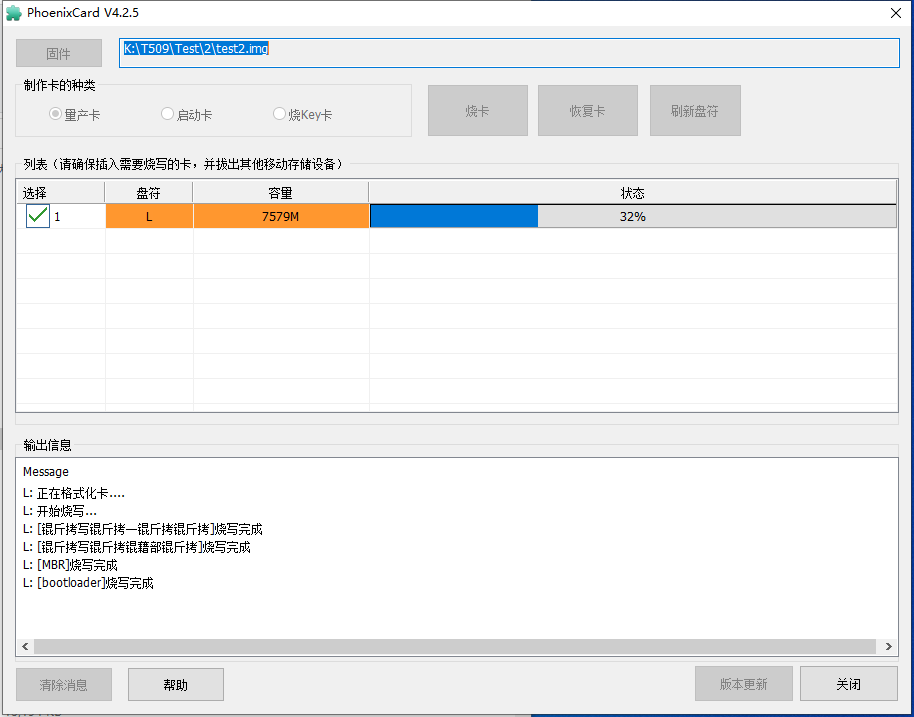 PhoenixCard V4.2.5
固件 K:\T509\Test\2\test2.img
制作卡的种类
量产卡 启动卡 烧Key卡
烧卡 恢复卡 刷新盘符
列表（请确保插入需要烧写的卡，并拔出其他移动存储设备）
选择 盘符 容量 状态
1 L 7579M 32%
输出信息
Message
L: 正在格式化卡....
L: 开始烧写...
L: [锟斤拷写锟斤拷一锟斤拷锟斤拷]烧写完成
L: [锟斤拷写锟斤拷锟藉部锟斤拷]烧写完成
L: [MBR]烧写完成
L: [bootloader]烧写完成
清除消息 帮助 版本更新 关闭